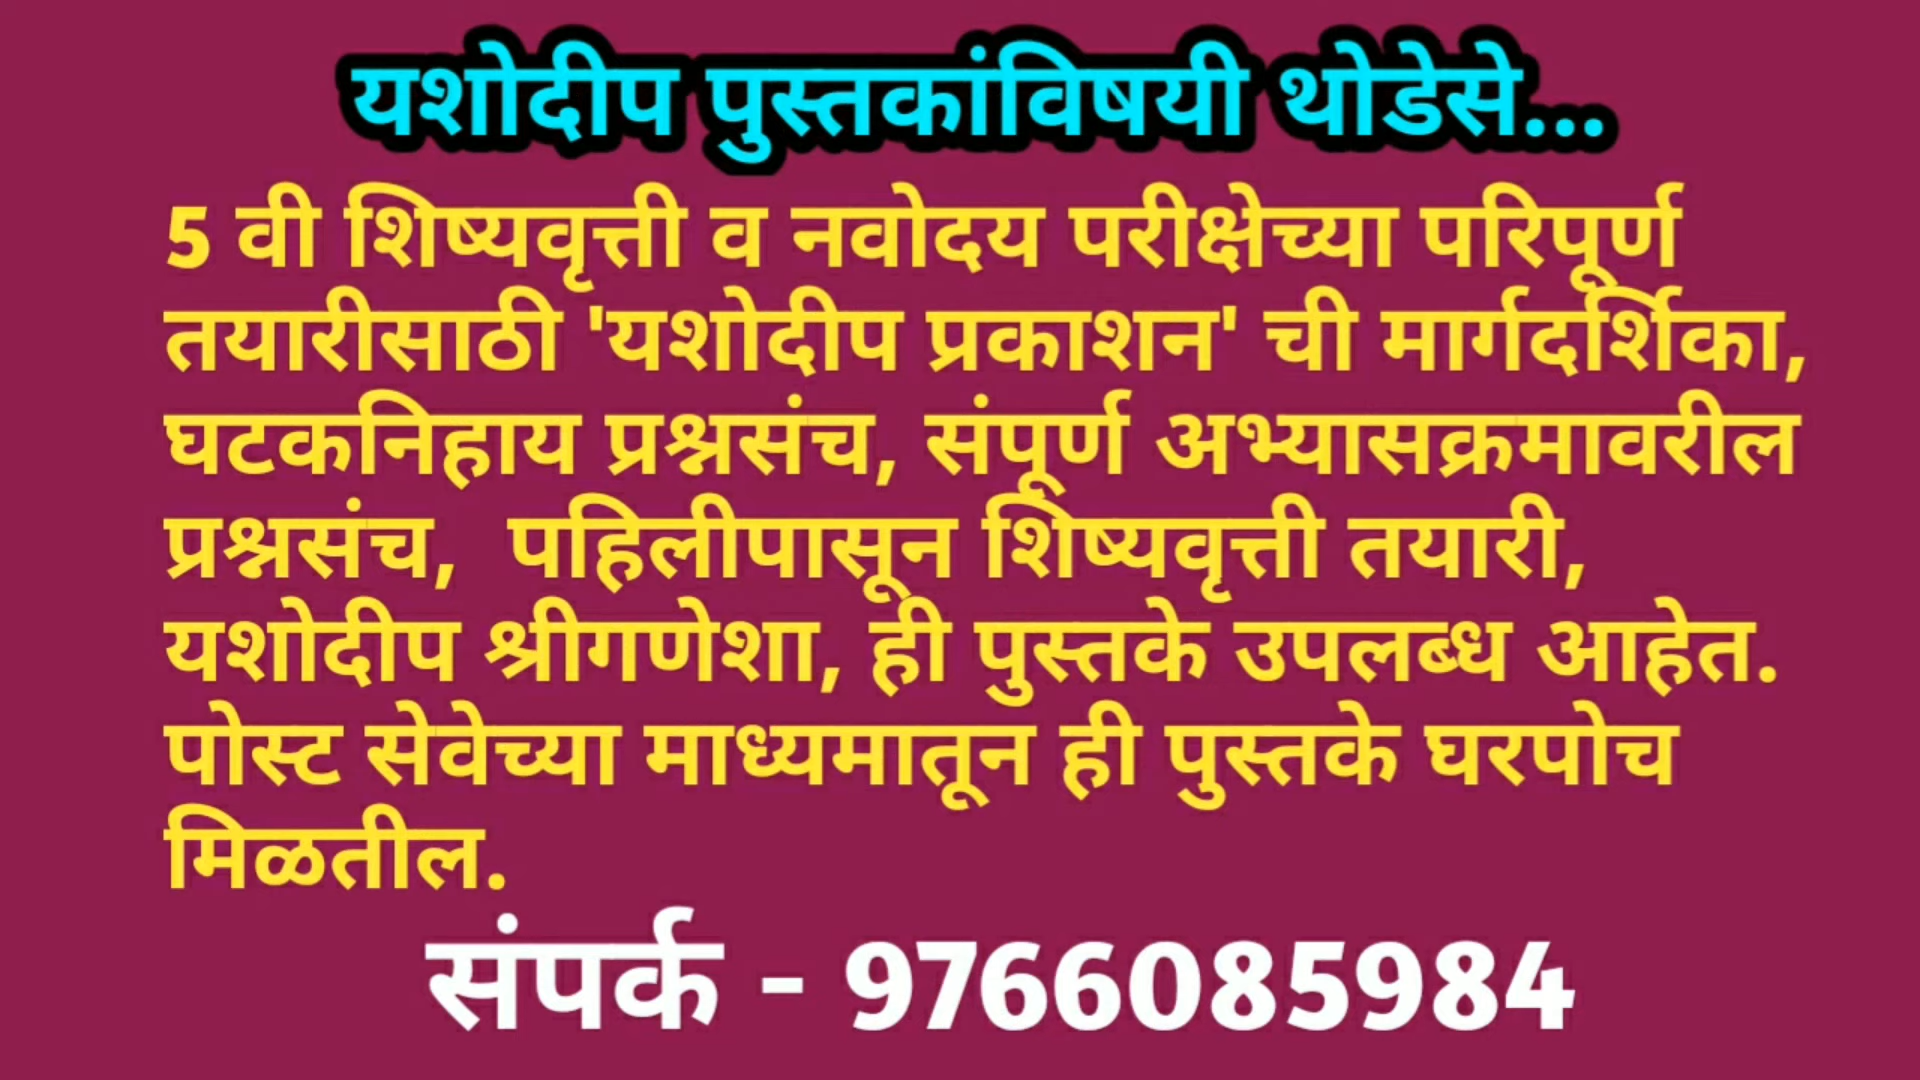 यशोदीप पुस्तकांविषयी थोडेसे...
5 वी शिष्यवृत्ती व नवोदय परीक्षेच्या परिपूर्ण
तयारीसाठी 'यशोदीप प्रकाशन' ची मार्गदर्शिका,
घटकनिहाय प्रश्नसंच, संपूर्ण अभ्यासक्रमावरील
प्रश्नसंच, पहिलीपासून शिष्यवृत्ती तयारी,
यशोदीप श्रीगणेशा, ही पुस्तके उपलब्ध आहेत.
पोस्ट सेवेच्या माध्यमातून ही पुस्तके घरपोच
मिळतील.
संपर्क - 9766085984